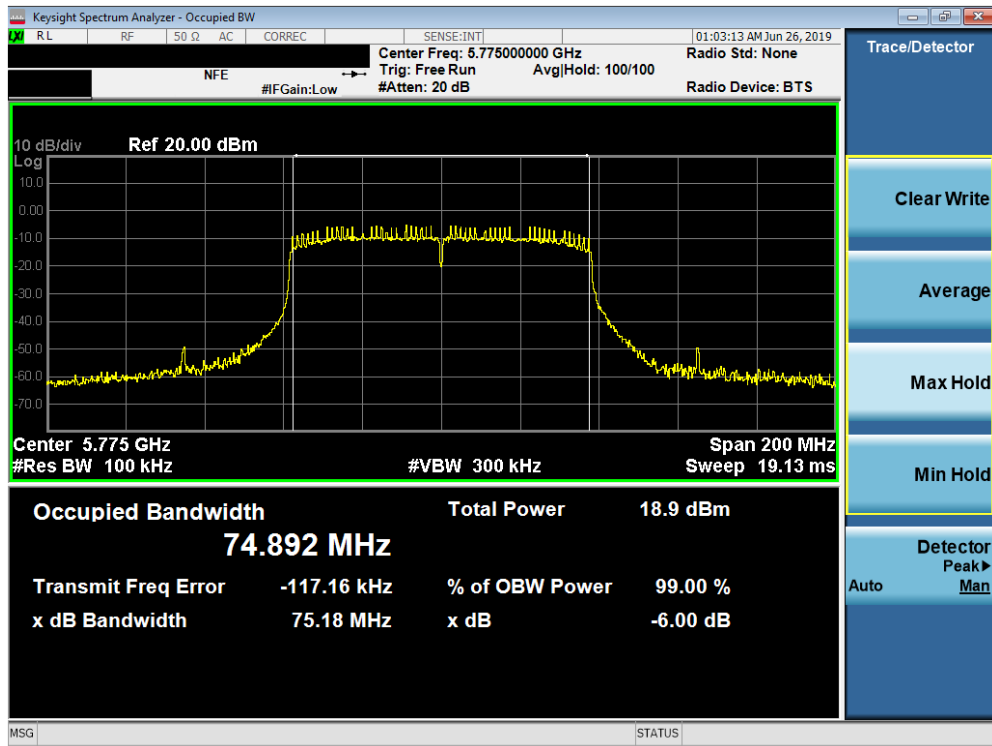 Keysight Spectrum Analyzer - Occupied BW
LXI RL RF 50 Ω AC CORREC SENSE:INT 01:03:13 AM Jun 26, 2019
Center Freq: 5.775000000 GHz Radio Std: None
NFE Trig: Free Run Avg|Hold: 100/100
#IFGain:Low #Atten: 20 dB Radio Device: BTS
10 dB/div Ref 20.00 dBm
Log
10.0
0.00
-10.0
-20.0
-30.0
-40.0
-50.0
-60.0
-70.0
Center 5.775 GHz Span 200 MHz
#Res BW 100 kHz #VBW 300 kHz Sweep 19.13 ms
Occupied Bandwidth Total Power 18.9 dBm
74.892 MHz
Transmit Freq Error -117.16 kHz % of OBW Power 99.00 %
x dB Bandwidth 75.18 MHz x dB -6.00 dB
MSG STATUS
Trace/Detector
Clear Write
Average
Max Hold
Min Hold
Detector
Peak▶
Auto Man